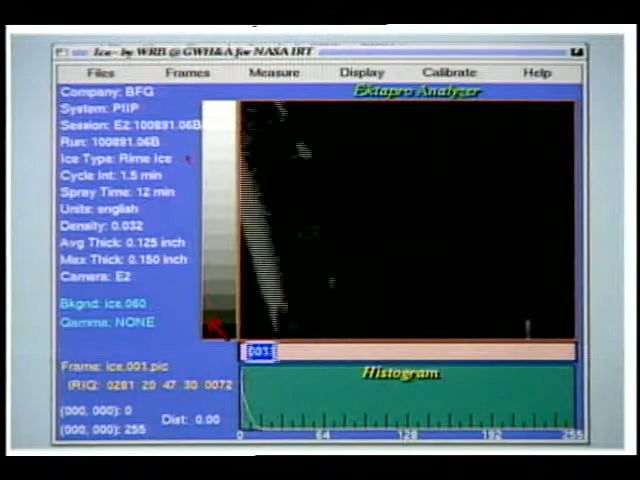 Ice - by WRB @ GWH&A for NASA IRT
Files Frames Measure Display Calibrate Help
Company: BFG
Ektapro Analyzer
System: PIIP
Session: E2.100891.06B
Run: 100891.06B
Ice Type: Rime Ice
Cycle Int: 1.5 min
Spray Time: 12 min
Units: english
Density: 0.032
Avg Thick: 0.125 inch
Max Thick: 0.150 inch
Camera: E2
Bkgnd: ice.060
Gamma: NONE
001
Frame: ice.001.pic
Histogram
IRIG: 0281 20 47 30 0072
(000, 000): 0
Dist: 0.00
(000, 000): 255
0 64 128 192 255